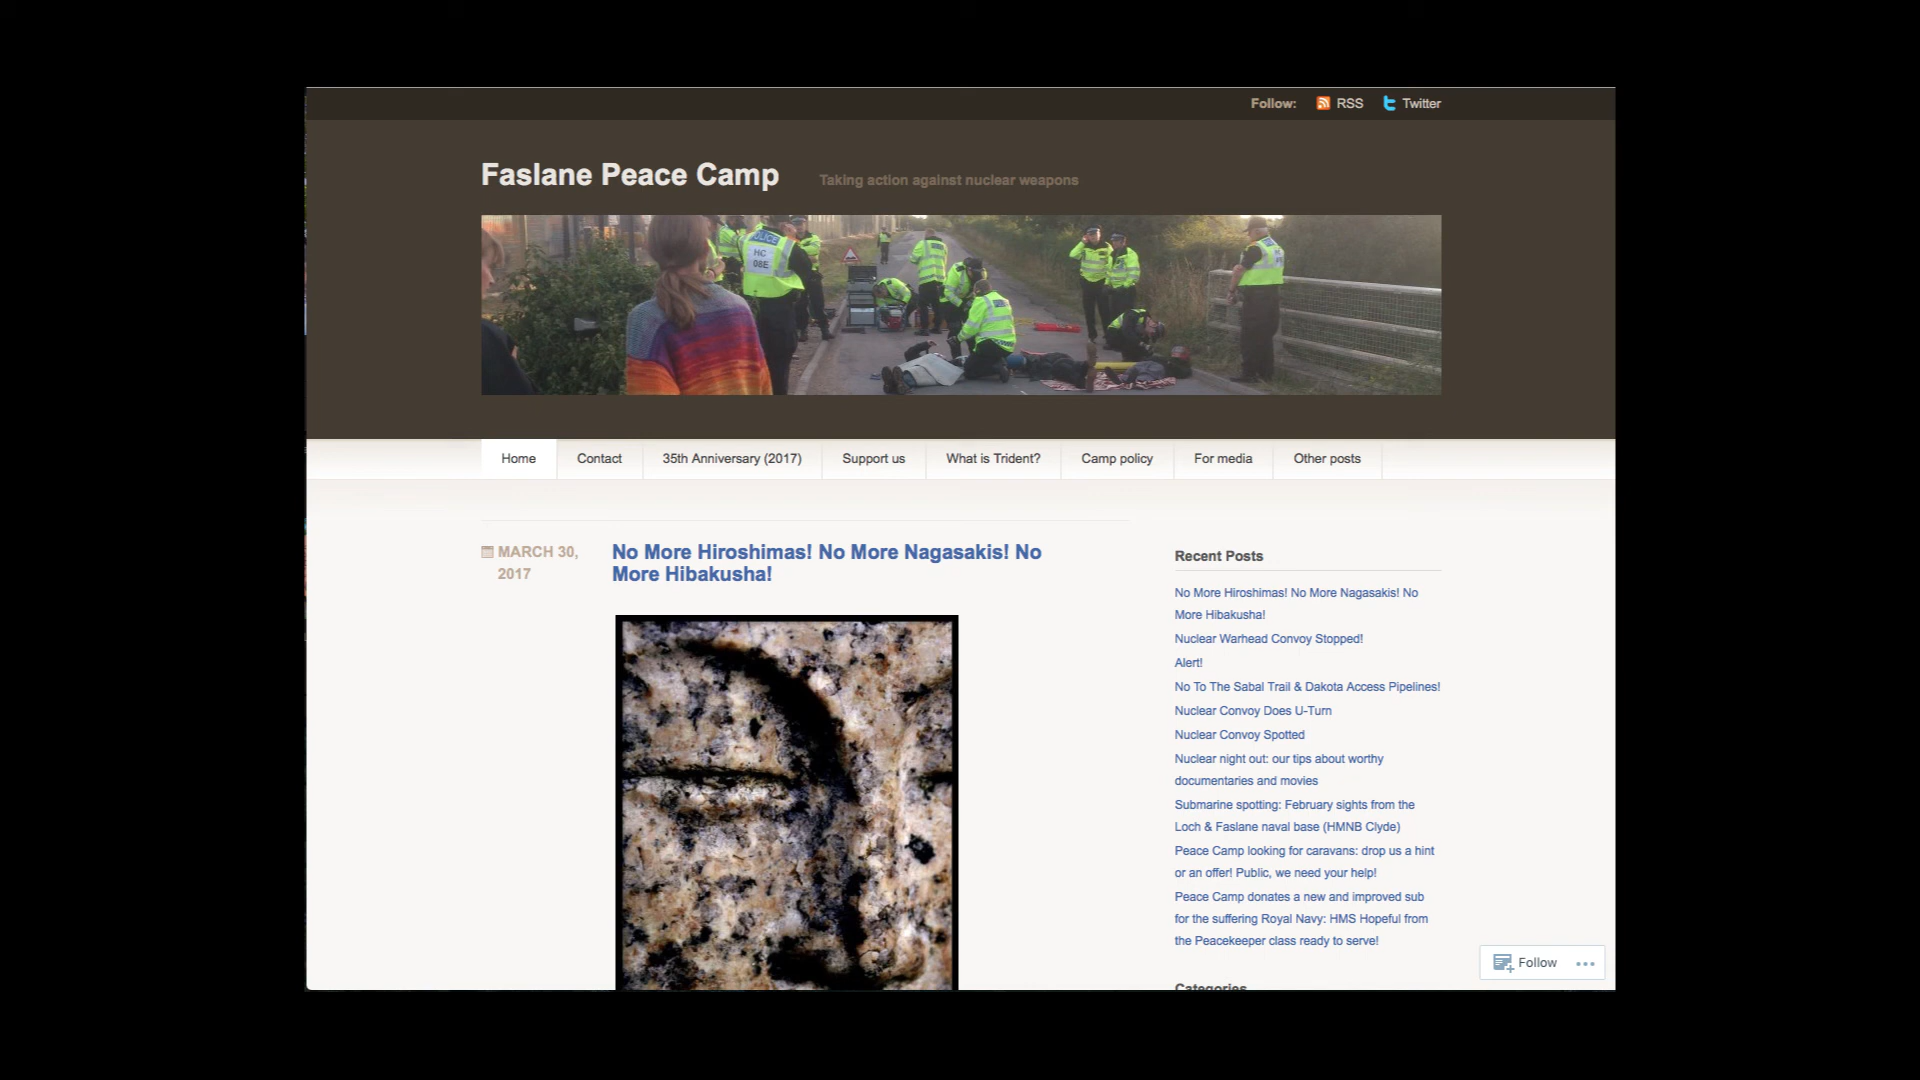 Follow: RSS Twitter
Faslane Peace Camp Taking action against nuclear weapons
POLICE
HC
08E
Home Contact 35th Anniversary (2017) Support us What is Trident? Camp policy For media Other posts
MARCH 30,
2017
No More Hiroshimas! No More Nagasakis! No
More Hibakusha!
Recent Posts
No More Hiroshimas! No More Nagasakis! No
More Hibakusha!
Nuclear Warhead Convoy Stopped!
Alert!
No To The Sabal Trail & Dakota Access Pipelines!
Nuclear Convoy Does U-Turn
Nuclear Convoy Spotted
Nuclear night out: our tips about worthy
documentaries and movies
Submarine spotting: February sights from the
Loch & Faslane naval base (HMNB Clyde)
Peace Camp looking for caravans: drop us a hint
or an offer! Public, we need your help!
Peace Camp donates a new and improved sub
for the suffering Royal Navy: HMS Hopeful from
the Peacekeeper class ready to serve!
Follow
Categories